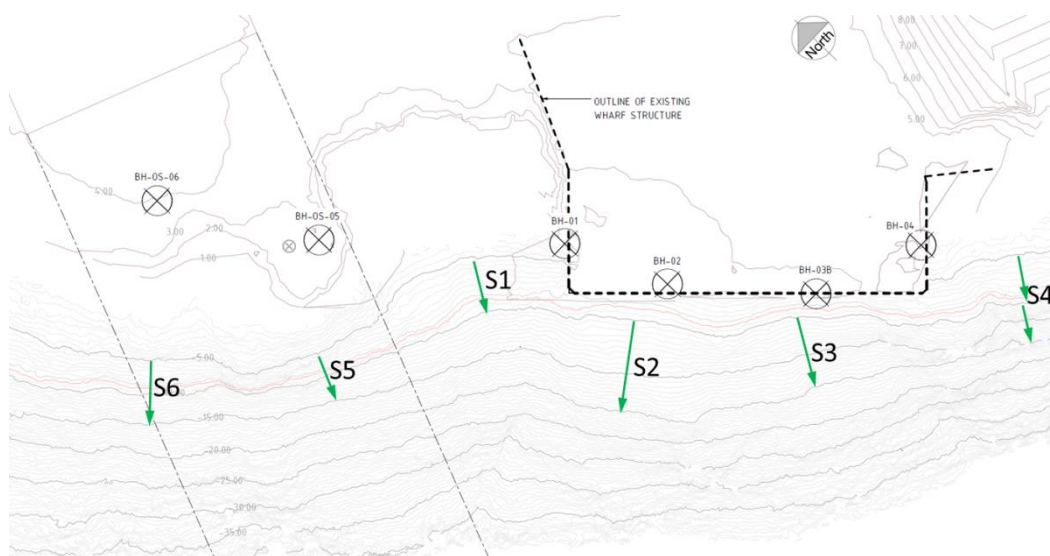 8.00
7.00
6.00
5.00
North
OUTLINE OF EXISTING
WHARF STRUCTURE
BH-OS-06
4.00
3.00
2.00
1.00
BH-OS-05
BH-01
BH-02
BH-03B
BH-04
S1
S2
S3
S4
S5
S6
-5.00
-15.00
-20.00
-25.00
-30.00
-35.00